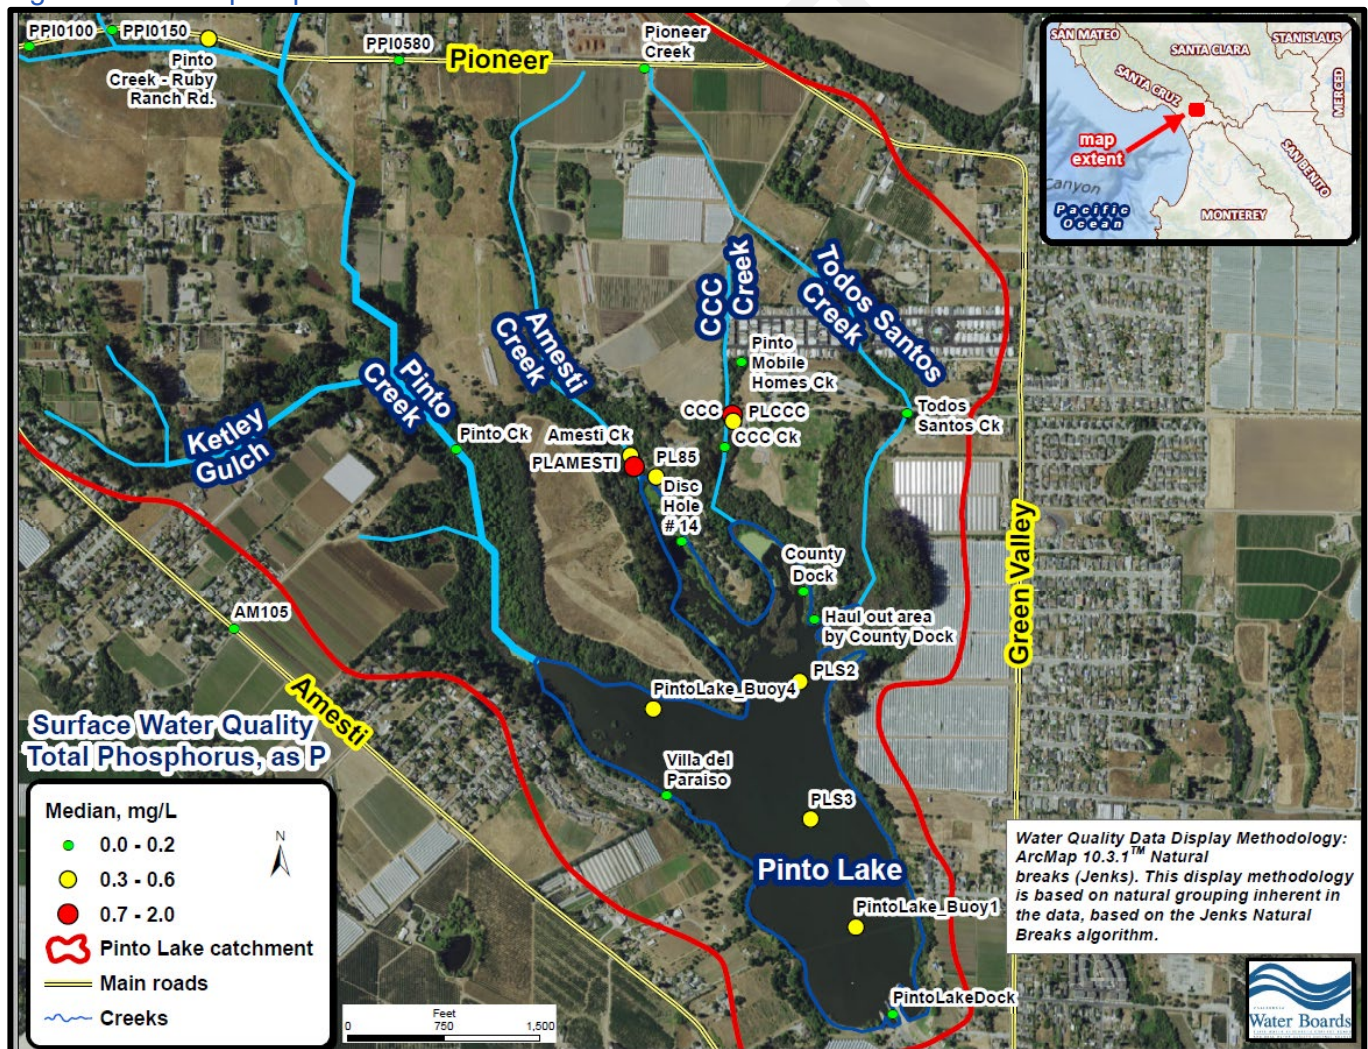 PPI0100
PPI0150
Pinto
Creek - Ruby
Ranch Rd.
PPI0580
Pioneer
Pioneer
Creek
SAN MATEO
SANTA CLARA
STANISLAUS
SANTA CRUZ
MERCED
map
extent
SAN BENITO
Canyon
Pacific
Ocean
MONTEREY
CCC
Creek
Todos Santos
Creek
Amesti
Creek
Pinto
Creek
Ketley
Gulch
Pinto
Mobile
Homes Ck
CCC
PLCCC
CCC Ck
Todos
Santos Ck
Pinto Ck
Amesti Ck
PLAMESTI
PL85
Disc
Hole
# 14
County
Dock
Haul out area
by County Dock
Green Valley
AM105
PLS2
PintoLake_Buoy4
Amesti
Villa del
Paraiso
PLS3
Pinto Lake
PintoLake_Buoy1
PintoLakeDock
Surface Water Quality
Total Phosphorus, as P
Median, mg/L
0.0 - 0.2
0.3 - 0.6
0.7 - 2.0
N
Pinto Lake catchment
Main roads
Creeks
Feet
0 750 1,500
Water Quality Data Display Methodology:
ArcMap 10.3.1™ Natural
breaks (Jenks). This display methodology
is based on natural grouping inherent in
the data, based on the Jenks Natural
Breaks algorithm.
CALIFORNIA
Water Boards